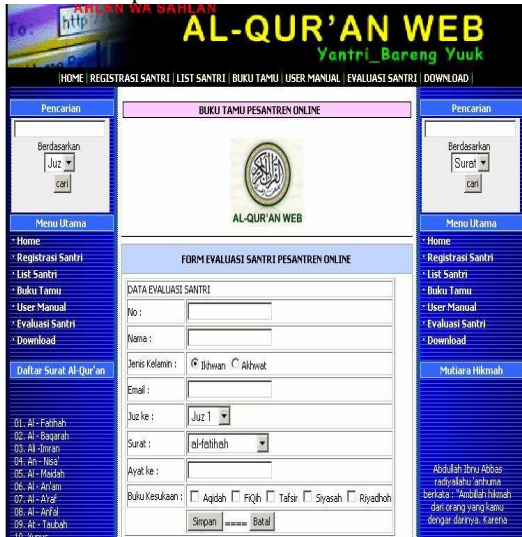 http
AHLAN WA SAHLAN
AL-QUR'AN WEB
Yantri_Bareng Yuuk
|HOME | REGISTRASI SANTRI | LIST SANTRI | BUKU TAMU | USER MANUAL | EVALUASI SANTRI | DOWNLOAD |
Pencarian
Berdasarkan
Juz
cari
Menu Utama
· Home
· Registrasi Santri
· List Santri
· Buku Tamu
· User Manual
· Evaluasi Santri
· Download
Daftar Surat Al-Qur'an
01. Al - Fatihah
02. Al - Baqarah
03. Ali -Imran
04. An - Nisa'
05. Al - Maidah
06. Al - An'am
07. Al - A'raf
08. Al - Anfal
09. At - Taubah
10. Yunus
BUKU TAMU PESANTREN ONLINE
AL-QUR'AN WEB
FORM EVALUASI SANTRI PESANTREN ONLINE
DATA EVALUASI SANTRI
No :
Nama :
Jenis Kelamin : Ikhwan Akhwat
Email :
Juz ke : Juz 1
Surat : al-fatihah
Ayat ke :
Buku Kesukaan : Aqidah FiQih Tafsir Siyasah Riyadhoh
Simpan ==== Batal
Pencarian
Berdasarkan
Surat
cari
Menu Utama
· Home
· Registrasi Santri
· List Santri
· Buku Tamu
· User Manual
· Evaluasi Santri
· Download
Mutiara Hikmah
Abdullah Ibnu Abbas
radiyallahu 'anhuma
berkata : "Ambillah hikmah
dari orang yang kamu
dengar darinya. Karena